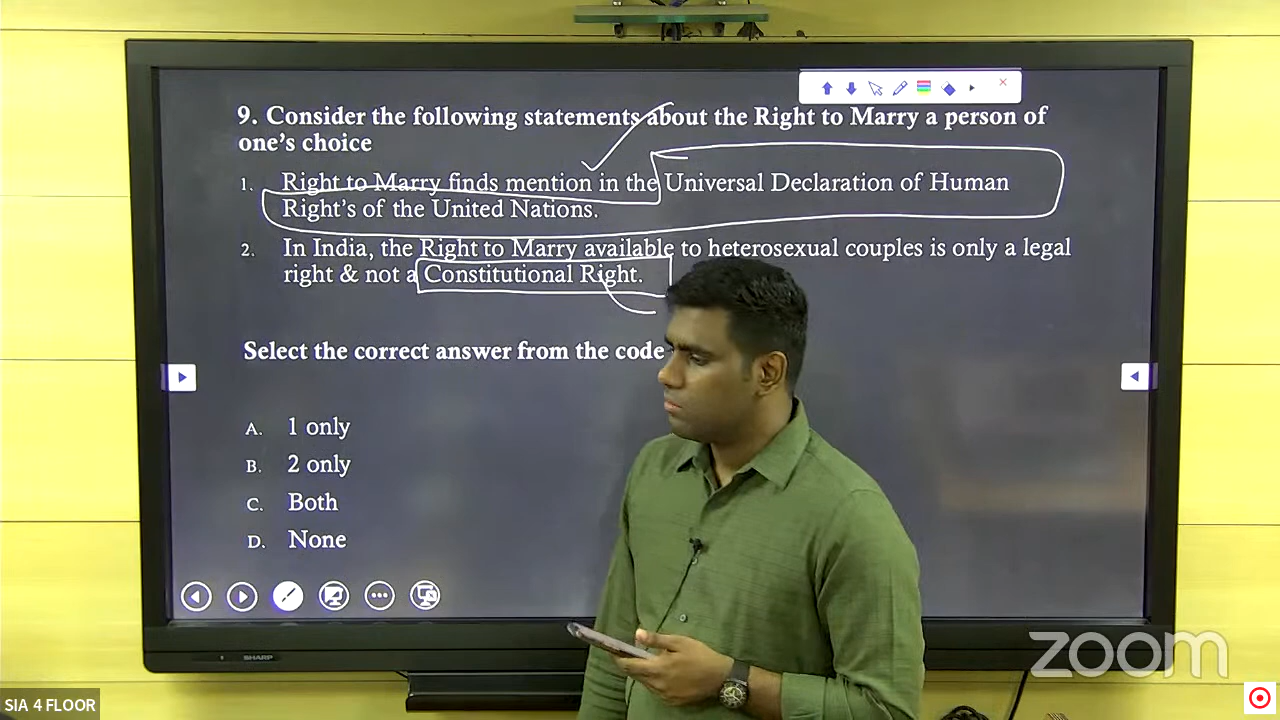 9. Consider the following statements about the Right to Marry a person of
one's choice
1. Right to Marry finds mention in the Universal Declaration of Human
Right's of the United Nations.
2. In India, the Right to Marry available to heterosexual couples is only a legal
right & not a Constitutional Right.
Select the correct answer from the code
A. 1 only
B. 2 only
C. Both
D. None
SHARP
zoom
SIA 4 FLOOR